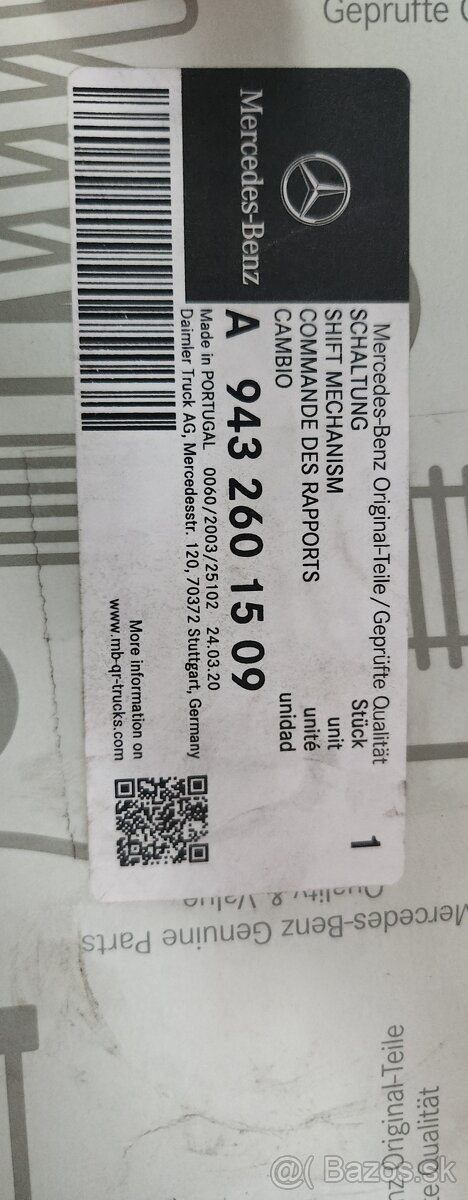 Geprüfte
Mercedes-Benz
Mercedes-Benz Original-Teile/Geprüfte Qualität
SCHALTUNG Stück 1
SHIFT MECHANISM unit
COMMANDE DES RAPPORTS unité
CAMBIO unidad
A 943 260 15 09
Made in PORTUGAL 0060/2003/25102 24.03.20
Daimler Truck AG, Mercedesstr. 120, 70372 Stuttgart, Germany
More information on
www.mb-qr-trucks.com
Quality & Value
Mercedes-Benz Genuine Parts
Original-Teile
Qualität
@( Bazos.sk